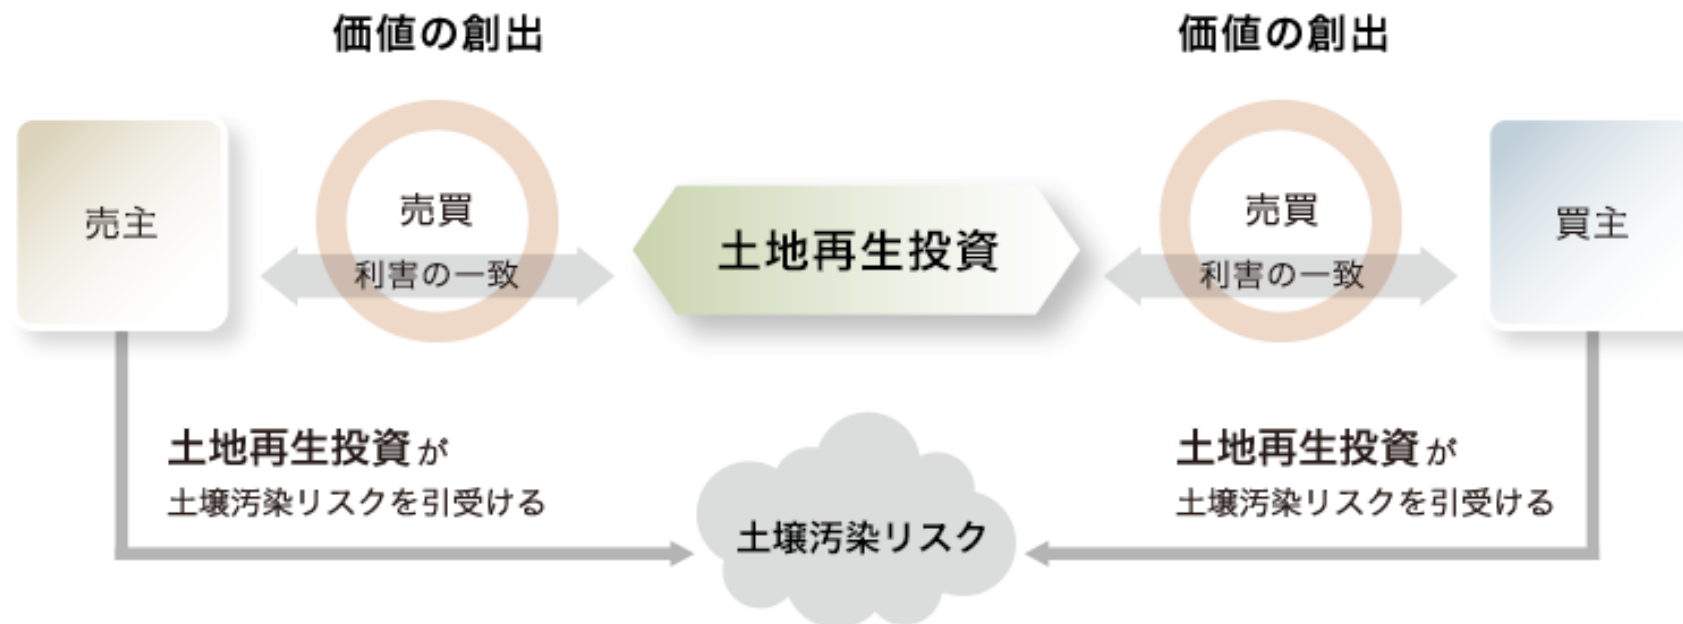 価値の創出
価値の創出
売主
売買
利害の一致
土地再生投資
売買
利害の一致
買主
土地再生投資が
土壌汚染リスクを引受ける
土壌汚染リスク
土地再生投資が
土壌汚染リスクを引受ける